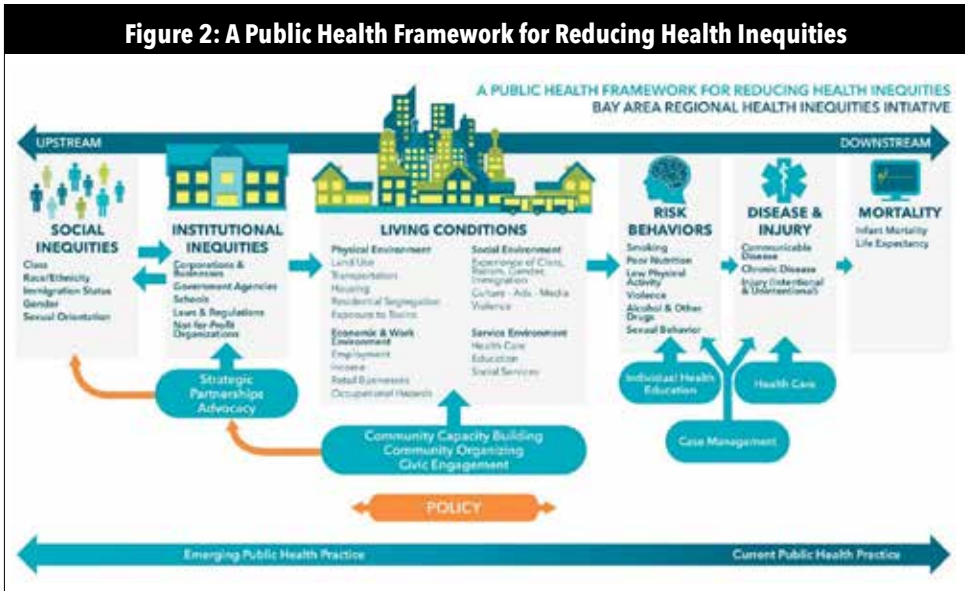 Figure 2: A Public Health Framework for Reducing Health Inequities
A PUBLIC HEALTH FRAMEWORK FOR REDUCING HEALTH INEQUITIES
BAY AREA REGIONAL HEALTH INEQUITIES INTIATIVE
UPSTREAM
DOWNSTREAM
SOCIAL
INEQUITIES
Class
Race/Ethnicity
Immigration Status
Gender
Sexual Orientation
INSTITUTIONAL
INEQUITIES
Corporations &
Businesses
Government Agencies
Schools
Laws & Regulations
Not-for-Profit
Organizations
LIVING CONDITIONS
Physical Environment
Land Use
Transportation
Housing
Residential Segregation
Exposure to Toxins
Economic & Work
Environment
Employment
Income
Retail Businesses
Occupational Hazards
Social Environment
Experience of Class,
Racism, Gender,
Immigration
Culture - Ads - Media
Violence
Service Environment
Health Care
Education
Social Services
RISK
BEHAVIORS
Smoking
Poor Nutrition
Low Physical
Activity
Violence
Alcohol & Other
Drugs
Sexual Behavior
DISEASE &
INJURY
Communicable
Disease
Chronic Disease
Injury (Intentional
& Unintentional)
MORTALITY
Infant Mortality
Life Expectancy
Strategic
Partnerships
Advocacy
Community Capacity Building
Community Organizing
Civic Engagement
Individual Health
Education
Health Care
Case Management
POLICY
Emerging Public Health Practice
Current Public Health Practice